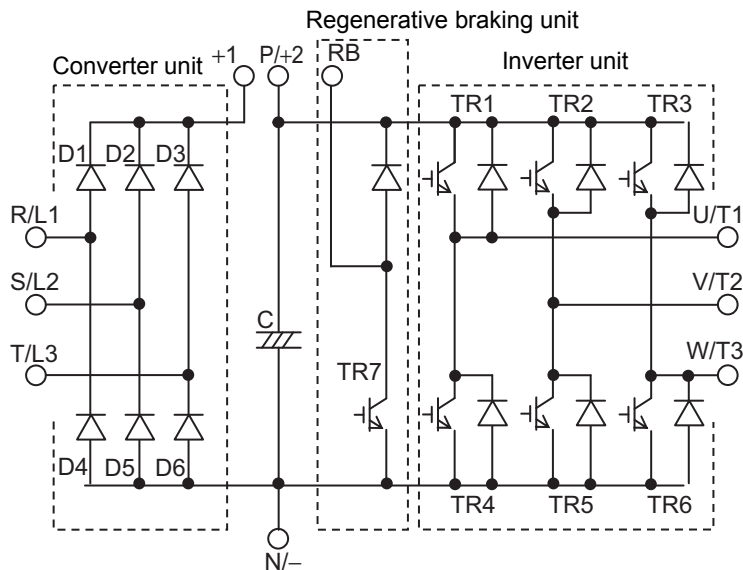 Regenerative braking unit
Converter unit
+1
P/+2
RB
Inverter unit
TR1
TR2
TR3
D1
D2
D3
R/L1
U/T1
S/L2
V/T2
C
T/L3
W/T3
TR7
D4
D5
D6
TR4
TR5
TR6
N/−